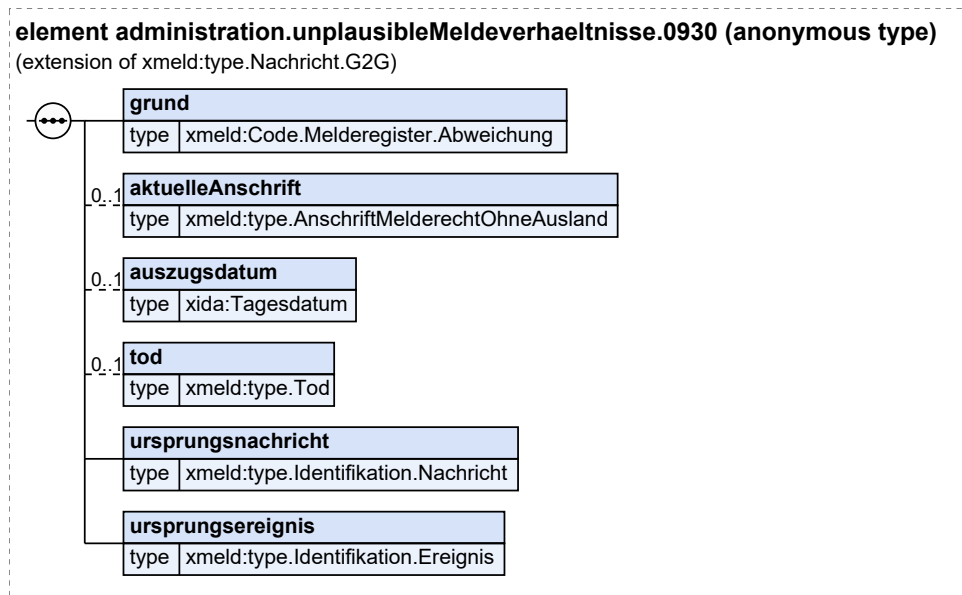 element administration.unplausibleMeldeverhaeltnisse.0930 (anonymous type)
(extension of xmeld:type.Nachricht.G2G)
grund
type xmeld:Code.Melderegister.Abweichung
0..1 aktuelleAnschrift
type xmeld:type.AnschriftMelderechtOhneAusland
0..1 auszugsdatum
type xida:Tagesdatum
0..1 tod
type xmeld:type.Tod
ursprungsnachricht
type xmeld:type.Identifikation.Nachricht
ursprungsereignis
type xmeld:type.Identifikation.Ereignis